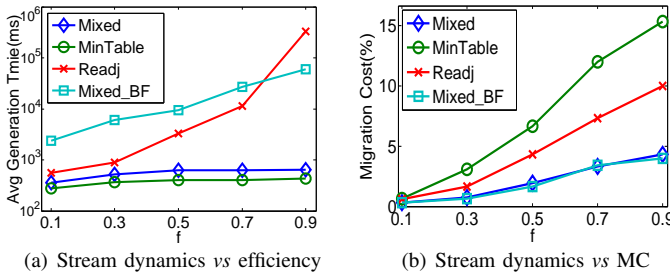 10^6
10^5
10^4
10^3
10^2
Avg Generation Tmie(ms)
Mixed
MinTable
Readj
Mixed_BF
0.1 0.3 0.5 0.7 0.9
f
(a) Stream dynamics vs efficiency
15
10
5
0
Migration Cost(%)
Mixed
MinTable
Readj
Mixed_BF
0.1 0.3 0.5 0.7 0.9
f
(b) Stream dynamics vs MC